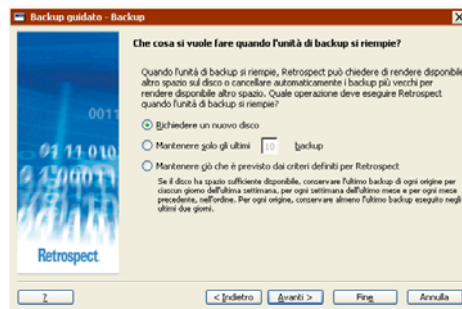 Backup guidato - Backup
Che cosa si vuole fare quando l'unità di backup si riempie?
Quando l'unità di backup si riempie, Retrospect può chiedere di rendere disponibile
altro spazio sul disco o cancellare automaticamente i backup più vecchi per
rendere disponibile altro spazio. Quale operazione deve eseguire Retrospect
quando l'unità di backup si riempie?
Richiedere un nuovo disco
Mantenere solo gli ultimi 10 backup
Mantenere ciò che è previsto dai criteri definiti per Retrospect
Se il disco ha spazio sufficiente disponibile, conservare l'ultimo backup di ogni origine per
ciascun giorno dell'ultima settimana, per ogni settimana dell'ultimo mese e per ogni mese
precedente, nell'ordine. Per ogni origine, conservare almeno l'ultimo backup eseguito negli
ultimi due giorni.
0011
01 11 010
Retrospect
?
< Indietro
Avanti >
Fine
Annulla